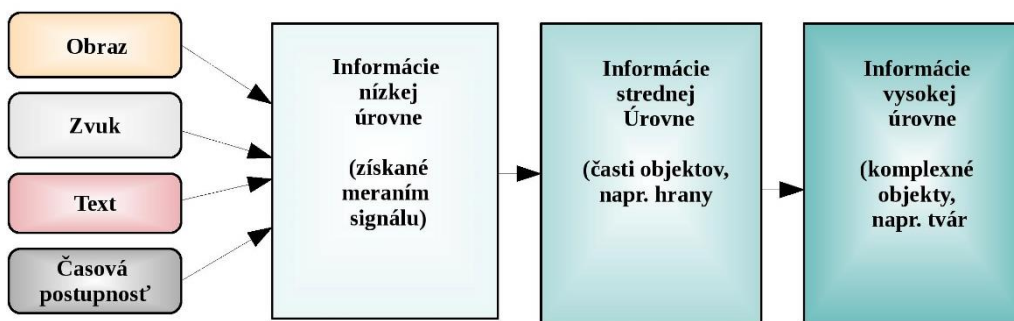 Obraz
Zvuk
Text
Časová
postupnosť
Informácie
nízkej
úrovne
(získané
meraním
signálu)
Informácie
strednej
Úrovne
(časti objektov,
napr. hrany
Informácie
vysokej
úrovne
(komplexné
objekty,
napr. tvár